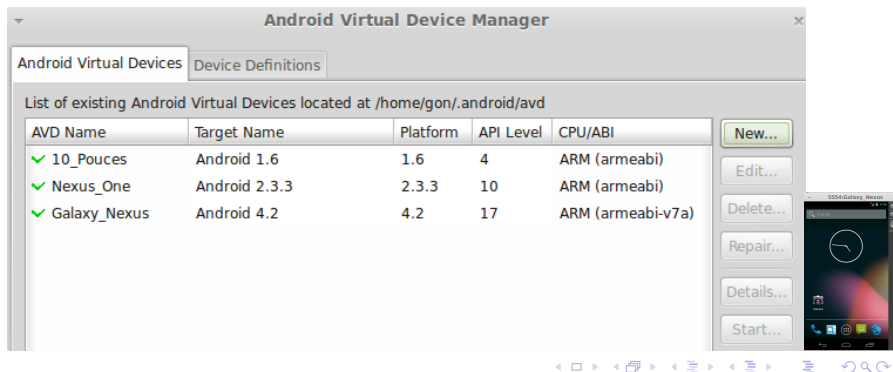 Android Virtual Device Manager
Android Virtual Devices Device Definitions
List of existing Android Virtual Devices located at /home/gon/.android/avd
AVD Name Target Name Platform API Level CPU/ABI
10_Pouces Android 1.6 1.6 4 ARM (armeabi)
Nexus_One Android 2.3.3 2.3.3 10 ARM (armeabi)
Galaxy_Nexus Android 4.2 4.2 17 ARM (armeabi-v7a)
New...
Edit...
Delete...
Repair...
Details...
Start...
5554:Galaxy_Nexus